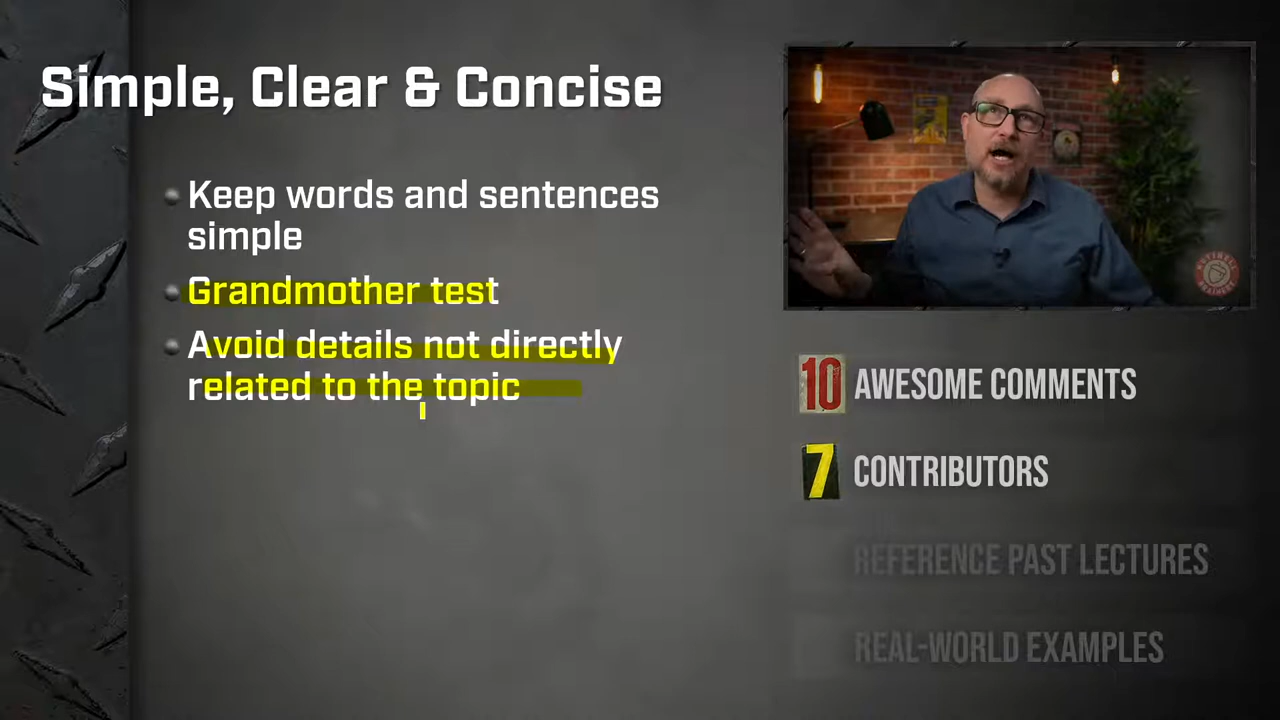 Simple, Clear & Concise
Keep words and sentences
simple
Grandmother test
Avoid details not directly
related to the topic
10 AWESOME COMMENTS
7 CONTRIBUTORS
REFERENCE PAST LECTURES
REAL-WORLD EXAMPLES